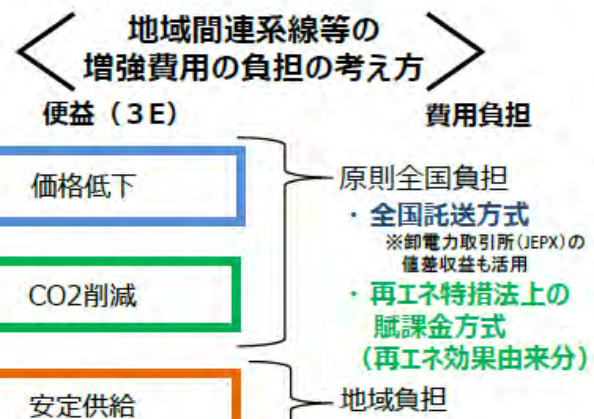 地域間連系線等の
増強費用の負担の考え方
便益（3E） 費用負担
価格低下
CO2削減
安定供給
原則全国負担
・全国託送方式
※卸電力取引所(JEPX)の
値差収益も活用
・再エネ特措法上の
賦課金方式
（再エネ効果由来分）
地域負担